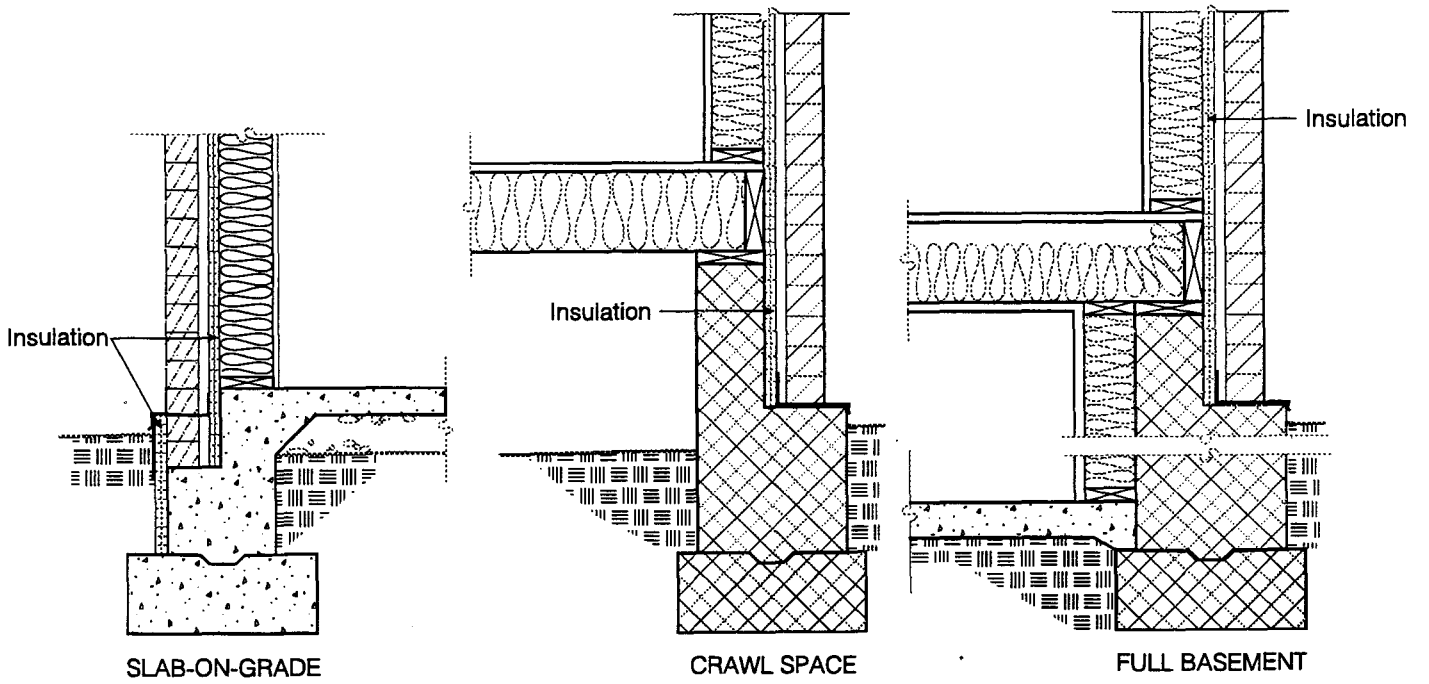 Insulation
SLAB-ON-GRADE
Insulation
CRAWL SPACE
Insulation
FULL BASEMENT